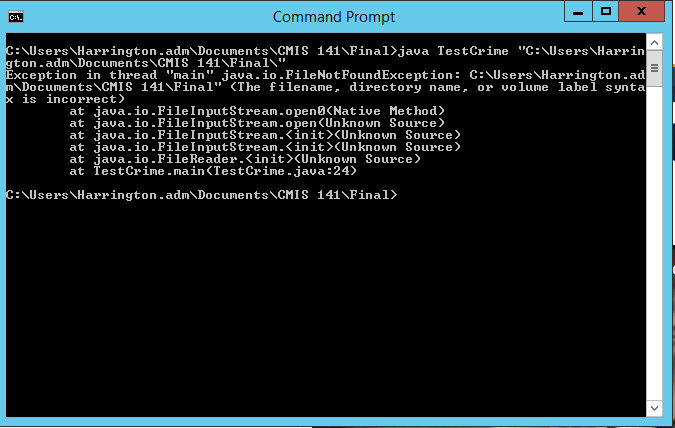 Command Prompt
C:\Users\Harrington.adm\Documents\CMIS 141\Final>java TestCrime "C:\Users\Harrin
gton.adm\Documents\CMIS 141\Final\"
Exception in thread "main" java.io.FileNotFoundException: C:\Users\Harrington.ad
m\Documents\CMIS 141\Final" (The filename, directory name, or volume label synta
x is incorrect)
        at java.io.FileInputStream.open0(Native Method)
        at java.io.FileInputStream.open(Unknown Source)
        at java.io.FileInputStream.<init>(Unknown Source)
        at java.io.FileInputStream.<init>(Unknown Source)
        at java.io.FileReader.<init>(Unknown Source)
        at TestCrime.main(TestCrime.java:24)
C:\Users\Harrington.adm\Documents\CMIS 141\Final>